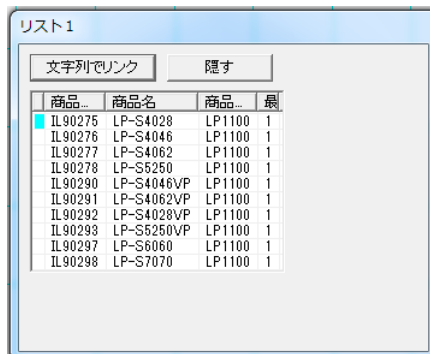 リスト1
文字列でリンク 隠す
商品... 商品名 商品... 最
IL90275 LP-S4028 LP1100 1
IL90276 LP-S4046 LP1100 1
IL90277 LP-S4062 LP1100 1
IL90278 LP-S5250 LP1100 1
IL90290 LP-S4046VP LP1100 1
IL90291 LP-S4062VP LP1100 1
IL90292 LP-S4028VP LP1100 1
IL90293 LP-S5250VP LP1100 1
IL90297 LP-S6060 LP1100 1
IL90298 LP-S7070 LP1100 1